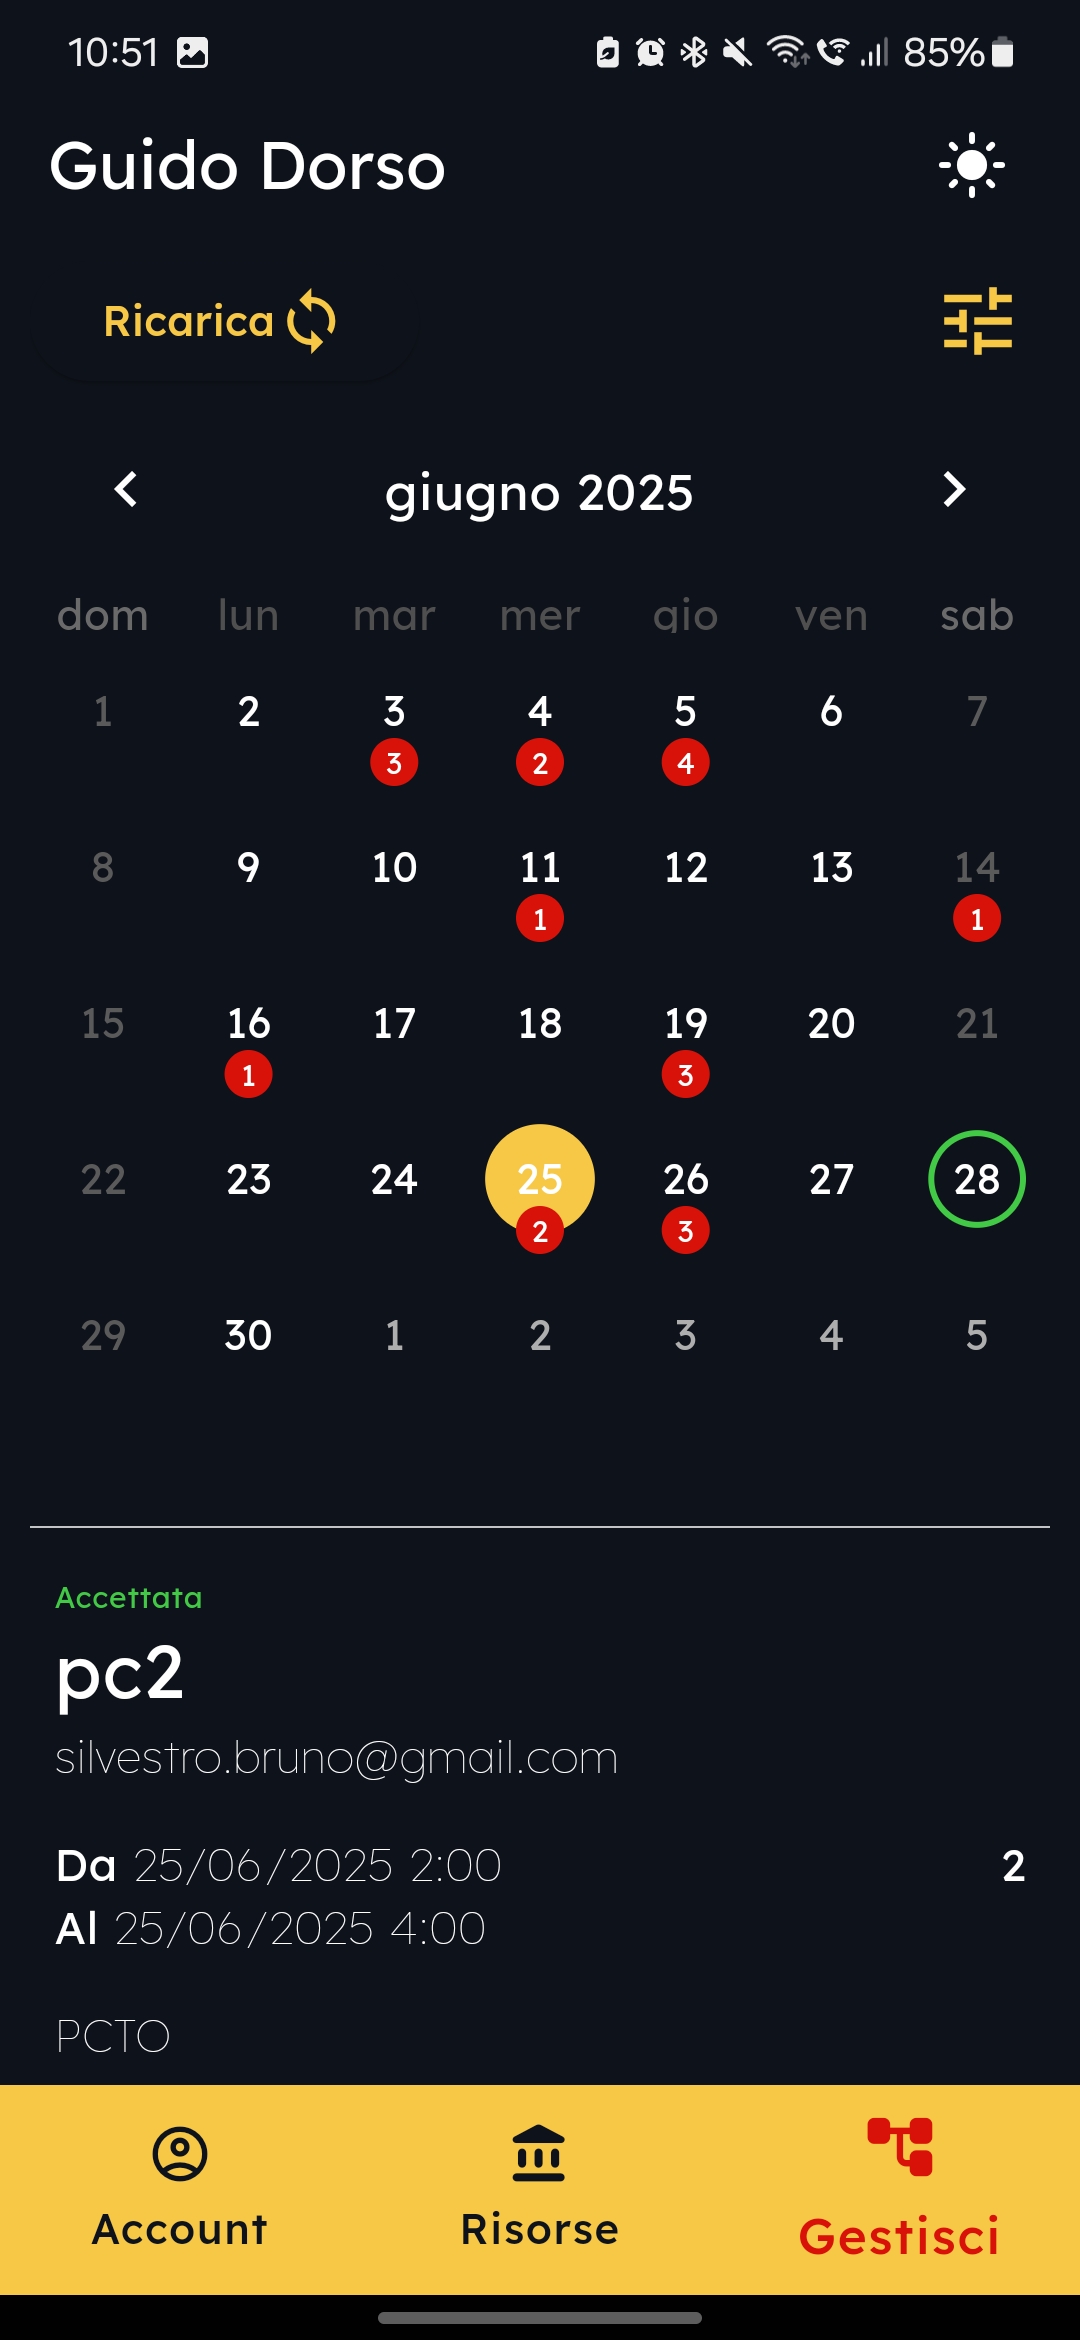 10:51 85%
Guido Dorso
Ricarica
giugno 2025
dom lun mar mer gio ven sab
1 2 3 4 5 6 7
3 2 4
8 9 10 11 12 13 14
1 1
15 16 17 18 19 20 21
1 3
22 23 24 25 26 27 28
2 3
29 30 1 2 3 4 5
Accettata
pc2
silvestro.bruno@gmail.com
Da 25/06/2025 2:00 2
Al 25/06/2025 4:00
PCTO
Account Risorse Gestisci